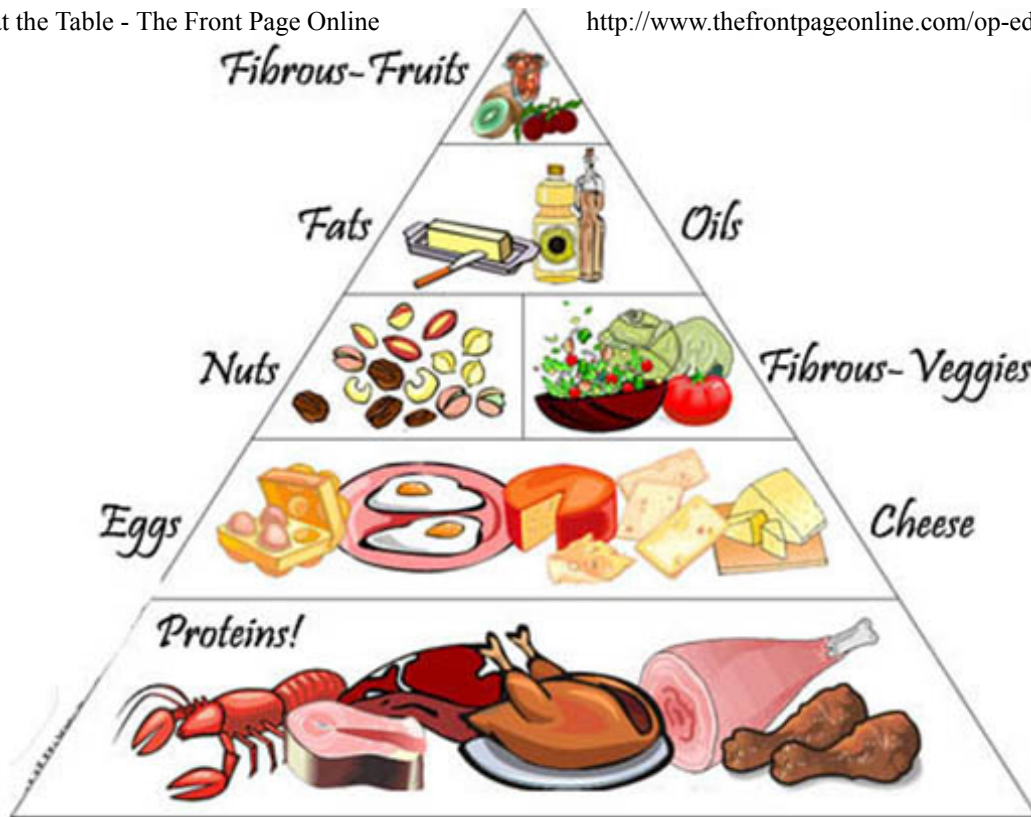 at the Table - The Front Page Online
http://www.thefrontpageonline.com/op-ed
Fibrous-Fruits
Fats
Oils
Nuts
Fibrous-Veggies
Eggs
Cheese
Proteins!